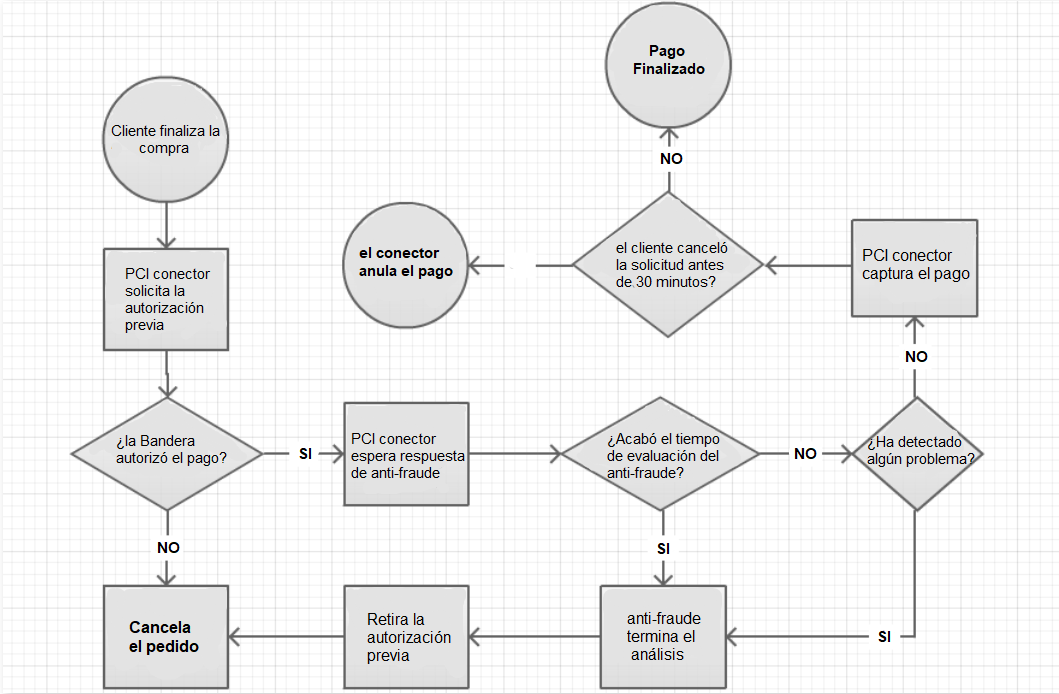 Cliente finaliza la
compra
PCI conector
solicita la
autorización
previa
¿la Bandera
autorizó el pago?
SI
NO
PCI conector
espera respuesta
de anti-fraude
¿Acabó el tiempo
de evaluación del
anti-fraude?
NO
SI
¿Ha detectado
algún problema?
NO
SI
PCI conector
captura el pago
el cliente canceló
la solicitud antes
de 30 minutos?
NO
Pago
Finalizado
el conector
anula el pago
anti-fraude
termina el
análisis
Retira la
autorización
previa
Cancela
el pedido